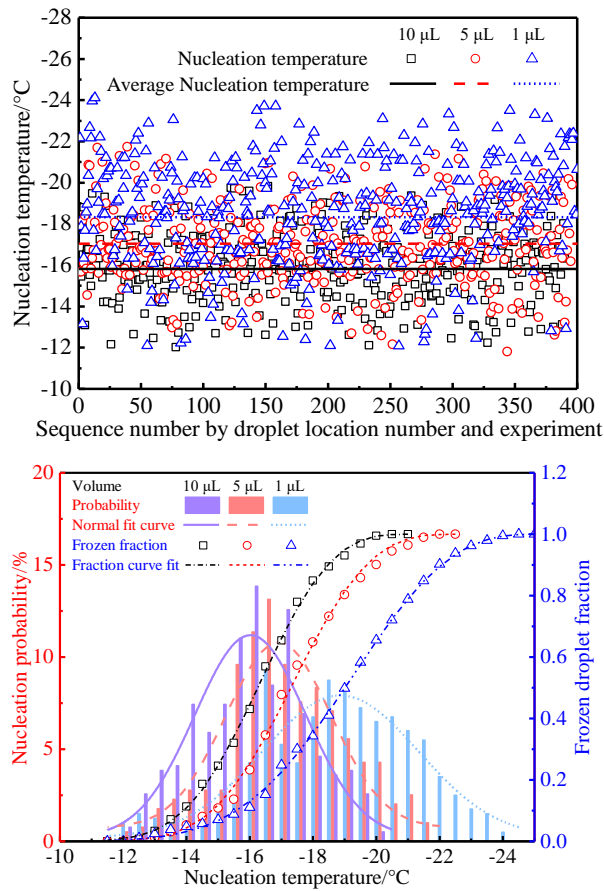 -28
-26
-24
-22
-20
-18
-16
-14
-12
-10
Nucleation temperature/°C
10 μL 5 μL 1 μL
Nucleation temperature
Average Nucleation temperature
0 50 100 150 200 250 300 350 400
Sequence number by droplet location number and experiment
20
15
10
5
0
Nucleation probability/%
Volume 10 μL 5 μL 1 μL
Probability
Normal fit curve
Frozen fraction
Fraction curve fit
1.0
0.8
0.6
0.4
0.2
0.0
Frozen droplet fraction
-10 -12 -14 -16 -18 -20 -22 -24
Nucleation temperature/°C